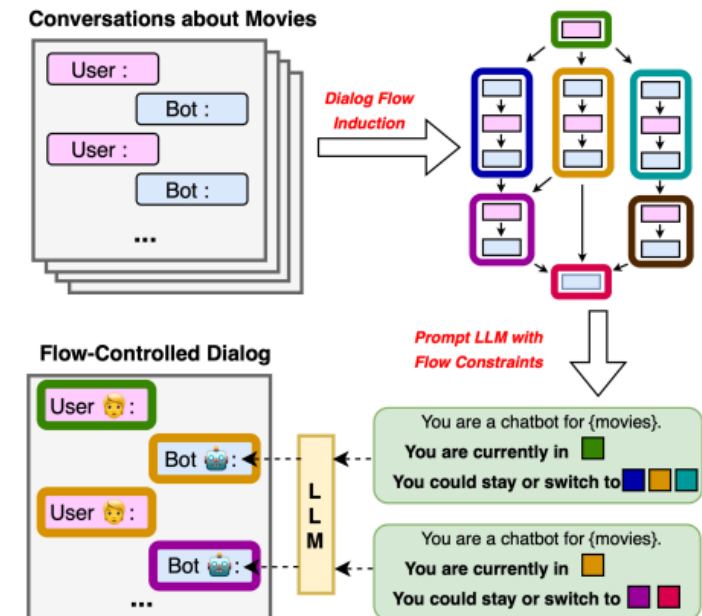 Conversations about Movies
User :
Bot :
User :
Bot :
...
Dialog Flow
Induction
Prompt LLM with
Flow Constraints
Flow-Controlled Dialog
User 👦:
Bot 🤖:
User 👦:
Bot 🤖:
...
L
L
M
You are a chatbot for {movies}.
You are currently in
You could stay or switch to
You are a chatbot for {movies}.
You are currently in
You could stay or switch to